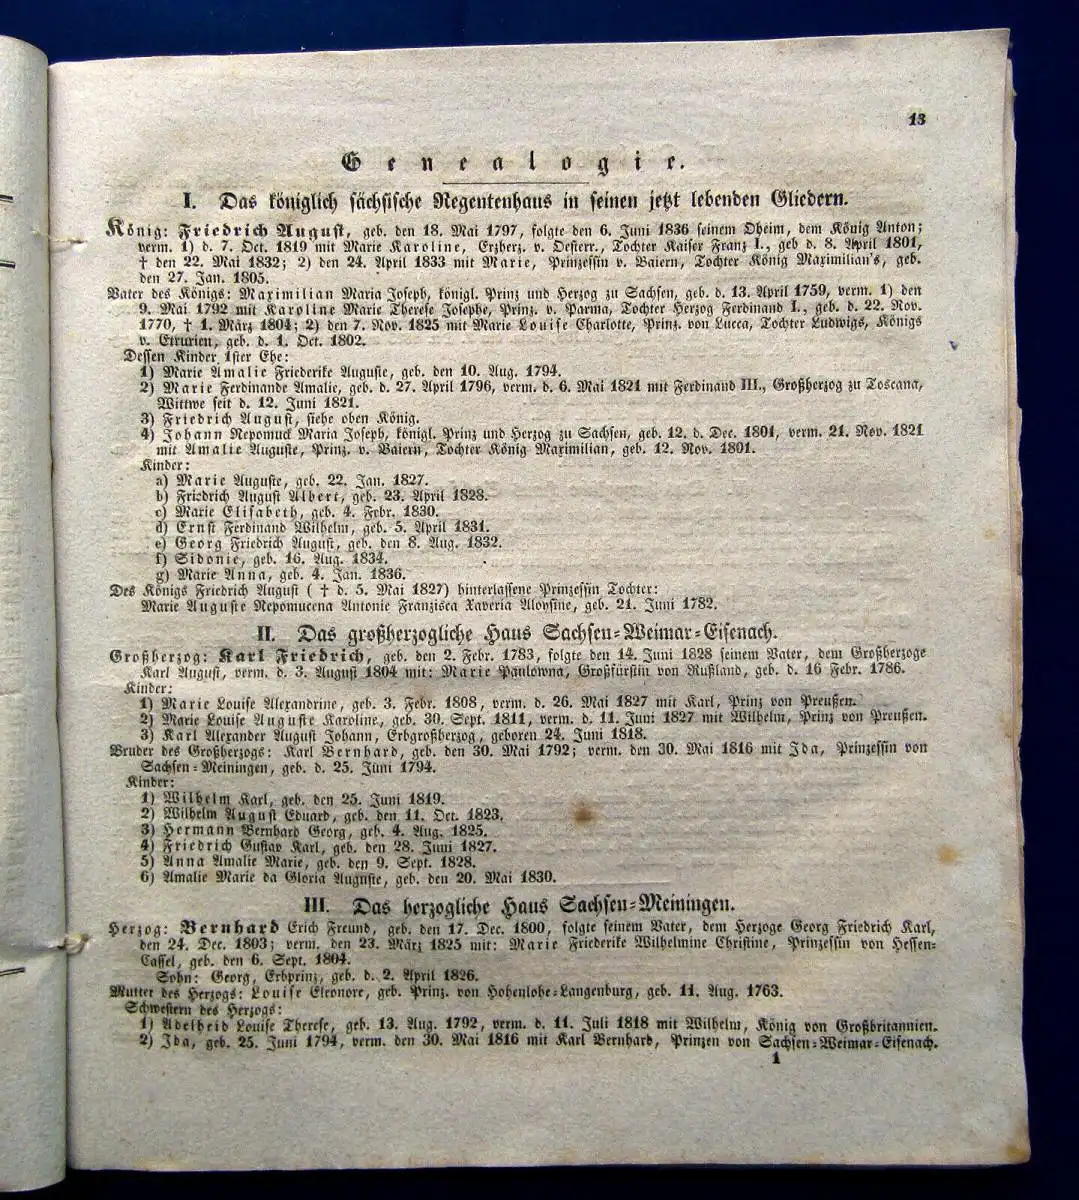 13
Genealogie.
I. Das königlich sächsische Regentenhaus in seinen jetzt lebenden Gliedern.
König: Friedrich August, geb. den 18. Mai 1797, folgte den 6. Juni 1836 seinem Oheim, dem König Anton;
verm. 1) d. 7. Oct. 1819 mit Marie Karoline, Erzherz. v. Oesterr., Tochter Kaiser Franz I., geb d. 8. April 1801,
† den 22. Mai 1832; 2) den 24. April 1833 mit Marie, Prinzessin v. Baiern, Tochter König Maximilian's, geb.
den 27. Jan. 1805.
Vater des Königs: Maximilian Maria Joseph, königl. Prinz und Herzog zu Sachsen, geb. d. 13. April 1759, verm. 1) den
9. Mai 1792 mit Karoline Marie Therese Josephe, Prinz. v. Parma, Tochter Herzog Ferdinand I., geb. d. 22. Nov.
1770, † 1. März 1804; 2) den 7. Nov. 1825 mit Marie Louise Charlotte, Prinz. von Lucca, Tochter Ludwigs, Königs
v. Etrurien, geb. d. 1. Oct. 1802.
Dessen Kinder 1ster Ehe:
1) Marie Amalie Friederike Auguste, geb. den 10. Aug. 1794.
2) Marie Ferdinande Amalie, geb. d. 27. April 1796, verm. d. 6. Mai 1821 mit Ferdinand III., Großherzog zu Toscana,
Wittwe seit d. 12. Juni 1821.
3) Friedrich August, siehe oben König.
4) Johann Nepomuck Maria Joseph, königl. Prinz und Herzog zu Sachsen, geb. 12. d. Dec. 1801, verm. 21. Nov. 1821
mit Amalie Auguste, Prinz. v. Baiern, Tochter König Maximilian, geb. 12. Nov. 1801.
Kinder:
a) Marie Auguste, geb. 22. Jan. 1827.
b) Friedrich August Albert, geb. 23. April 1828.
c) Marie Elisabeth, geb. 4. Febr. 1830.
d) Ernst Ferdinand Wilhelm, geb. 5. April 1831.
e) Georg Friedrich August, geb. den 8. Aug. 1832.
f) Sidonie, geb. 16. Aug. 1834.
g) Marie Anna, geb. 4. Jan. 1836.
Des Königs Friedrich August († d. 5. Mai 1827) hinterlassene Prinzessin Tochter:
Marie Auguste Nepomucena Antonie Franzisca Xaveria Aloysine, geb. 21. Juni 1782.
II. Das großherzogliche Haus Sachsen-Weimar-Eisenach.
Großherzog: Karl Friedrich, geb. den 2. Febr. 1783, folgte den 14. Juni 1828 seinem Vater, dem Großherzoge
Karl August, verm. d. 3. August 1804 mit: Marie Paulowna, Großfürstin von Rußland, geb. d. 16 Febr. 1786.
Kinder:
1) Marie Louise Alexandrine, geb. 3. Febr. 1808, verm. d. 26. Mai 1827 mit Karl, Prinz von Preußen.
2) Marie Louise Auguste Karoline, geb. 30. Sept. 1811, verm. d. 11. Juni 1827 mit Wilhelm, Prinz von Preußen.
3) Karl Alexander August Johann, Erbgroßherzog, geboren 24. Juni 1818.
Bruder des Großherzogs: Karl Bernhard, geb. den 30. Mai 1792; verm. den 30. Mai 1816 mit Ida, Prinzessin von
Sachsen-Meiningen, geb. d. 25. Juni 1794.
Kinder:
1) Wilhelm Karl, geb. den 25. Juni 1819.
2) Wilhelm August Eduard, geb. den 11. Oct. 1823.
3) Hermann Bernhard Georg, geb. 4. Aug. 1825.
4) Friedrich Gustav Karl, geb. den 28. Juni 1827.
5) Anna Amalie Marie, geb. den 9. Sept. 1828.
6) Amalie Marie da Gloria Auguste, geb. den 20. Mai 1830.
III. Das herzogliche Haus Sachsen-Meiningen.
Herzog: Bernhard Erich Freund, geb. den 17. Dec. 1800, folgte seinem Vater, dem Herzoge Georg Friedrich Karl,
den 24. Dec. 1803; verm. den 23. März 1825 mit: Marie Friederike Wilhelmine Christine, Prinzessin von Hessen-
Cassel, geb. den 6. Sept. 1804.
Sohn: Georg, Erbprinz, geb. d. 2. April 1826.
Mutter des Herzogs: Louise Eleonore, geb. Prinz. von Hohenlohe-Langenburg, geb. 11. Aug. 1763.
Schwestern des Herzogs:
1) Adelheid Louise Therese, geb. 13. Aug. 1792, verm. d. 11. Juli 1818 mit Wilhelm, König von Großbritannien.
2) Ida, geb. 25. Juni 1794, verm. den 30. Mai 1816 mit Karl Bernhard, Prinzen von Sachsen-Weimar-Eisenach.
1